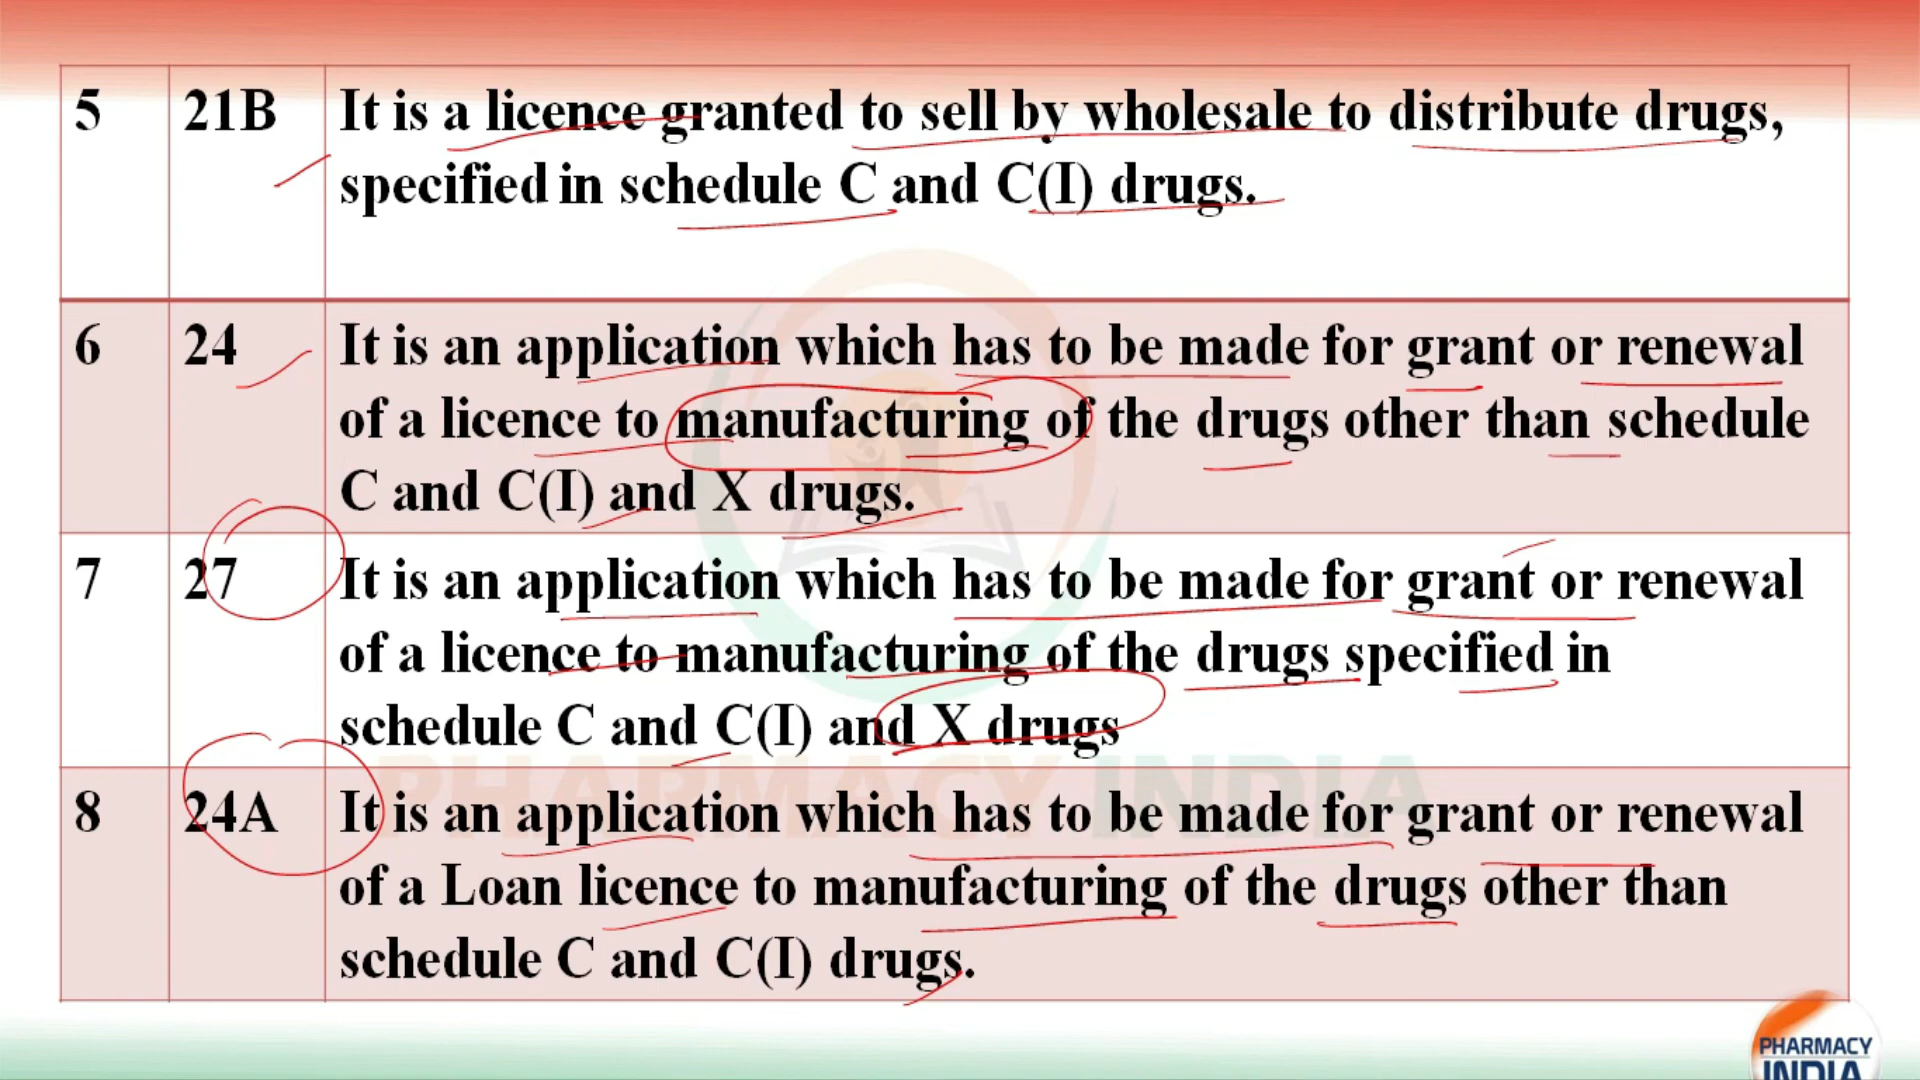 5 21B It is a licence granted to sell by wholesale to distribute drugs,
specified in schedule C and C(I) drugs.
6 24 It is an application which has to be made for grant or renewal
of a licence to manufacturing of the drugs other than schedule
C and C(I) and X drugs.
7 27 It is an application which has to be made for grant or renewal
of a licence to manufacturing of the drugs specified in
schedule C and C(I) and X drugs
8 24A It is an application which has to be made for grant or renewal
of a Loan licence to manufacturing of the drugs other than
schedule C and C(I) drugs.
PHARMACY INDIA
PHARMACY
INDIA